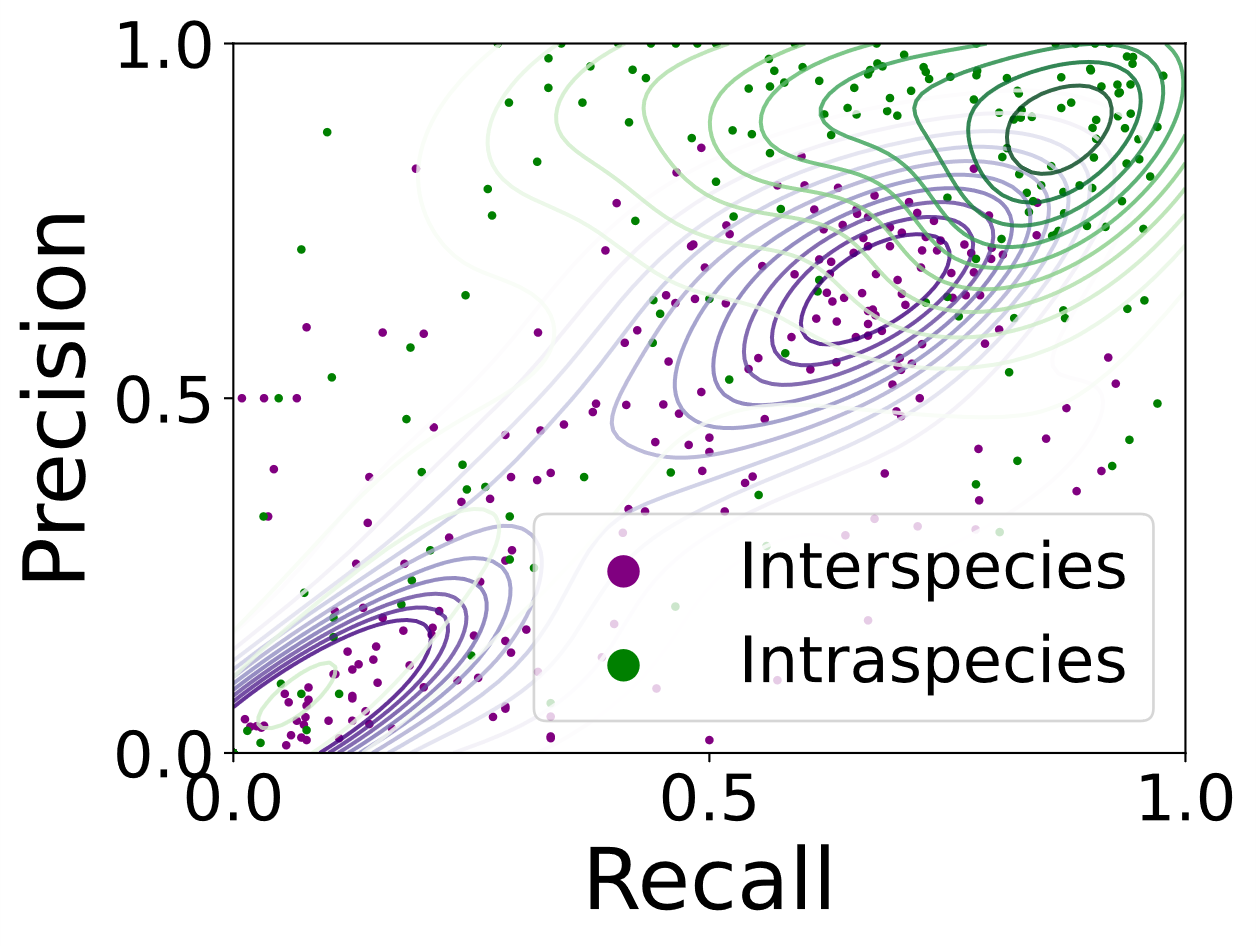 Precision
1.0
0.5
0.0
0.0 0.5 1.0
Recall
Interspecies
Intraspecies